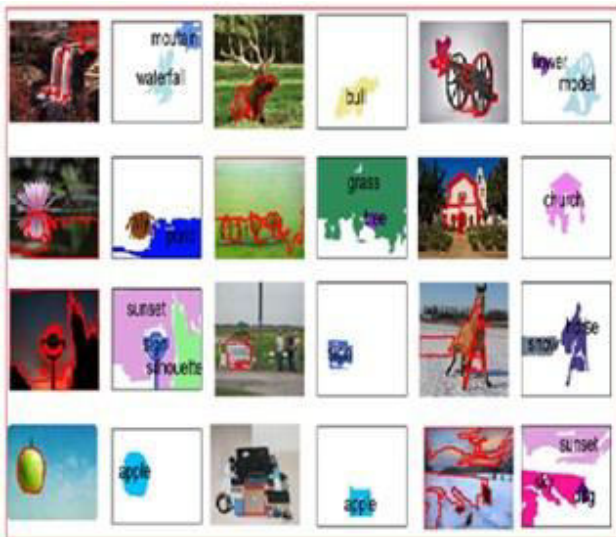 moutain
waterfall
bull
flower
model
pond
grass
tree
church
sunset
sign
silhouette
sign
horse
snow
apple
apple
sunset
dog